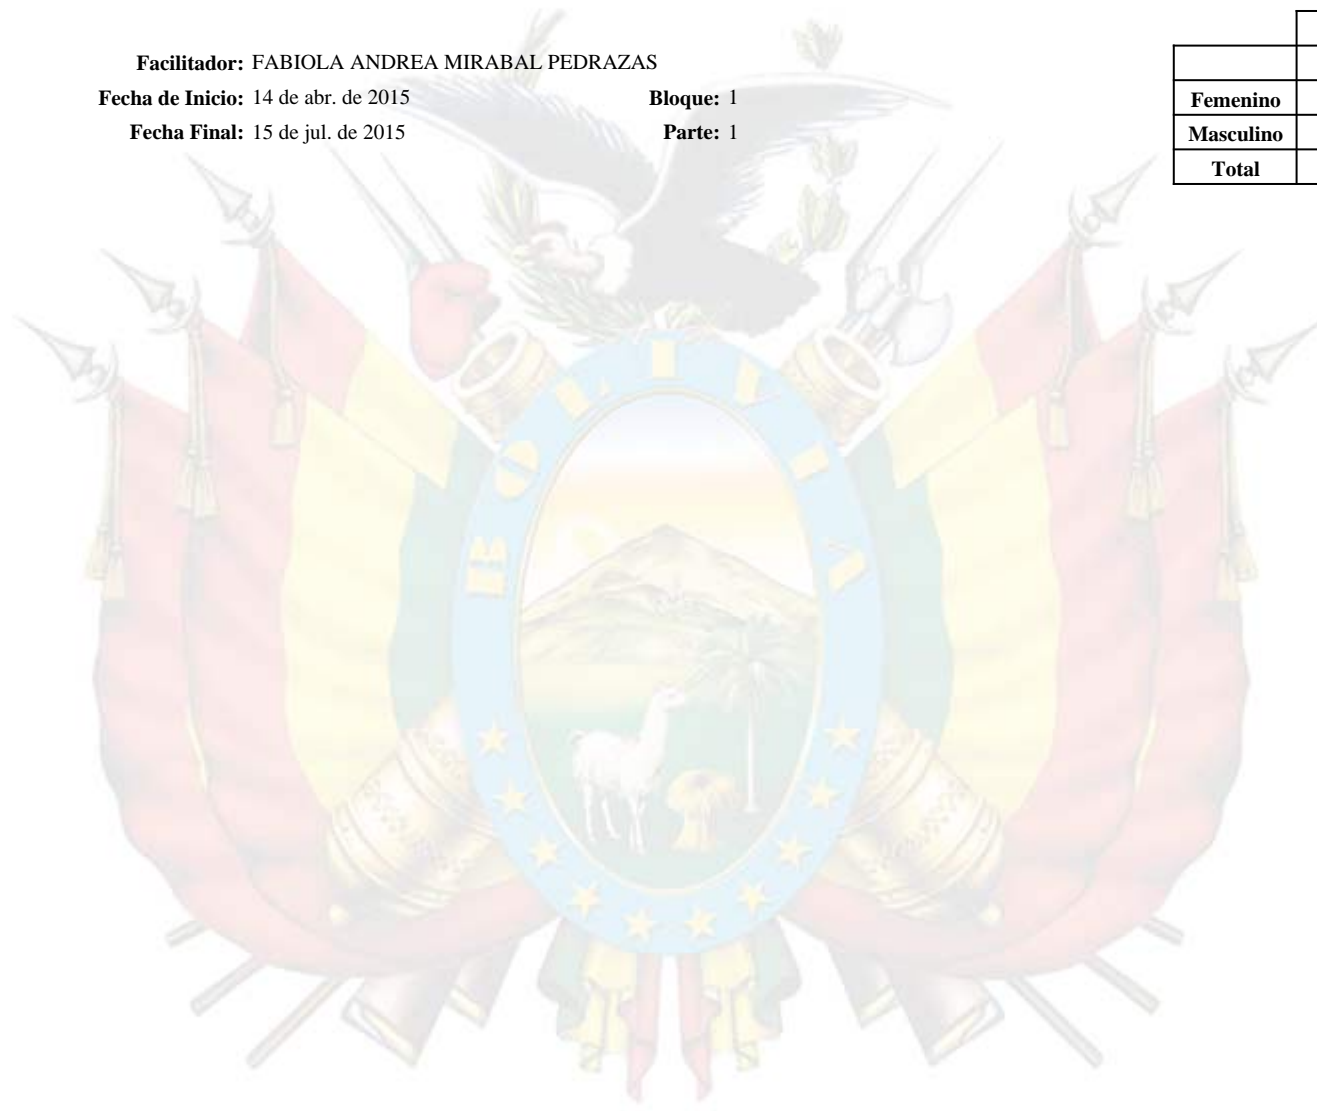 Facilitador: FABIOLA ANDREA MIRABAL PEDRAZAS
Fecha de Inicio: 14 de abr. de 2015 Bloque: 1
Fecha Final: 15 de jul. de 2015 Parte: 1
Femenino
Masculino
Total
BOLIVIA